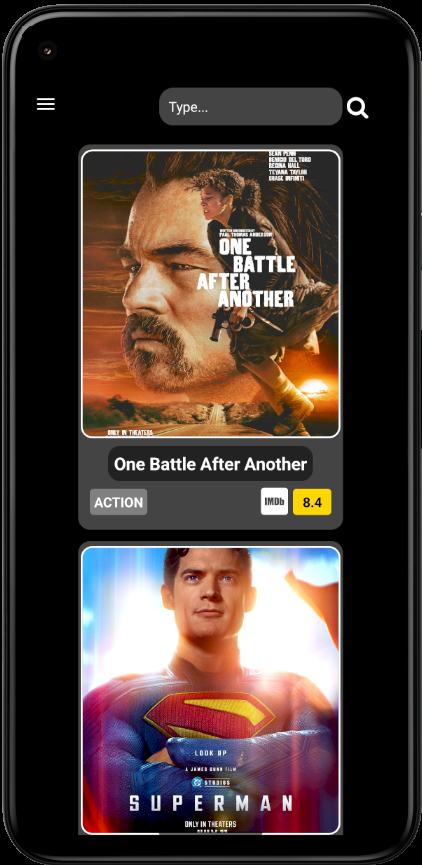 Type...
SEAN PENN
BENICIO DEL TORO
REGINA HALL
TEYANA TAYLOR
CHASE INFINITI
WRITTEN AND DIRECTED BY
PAUL THOMAS ANDERSON
ONE
BATTLE
AFTER
ANOTHER
ONLY IN THEATERS
One Battle After Another
ACTION
IMDb
8.4
LOOK UP
A JAMES GUNN FILM
DC STUDIOS
SUPERMAN
ONLY IN THEATERS